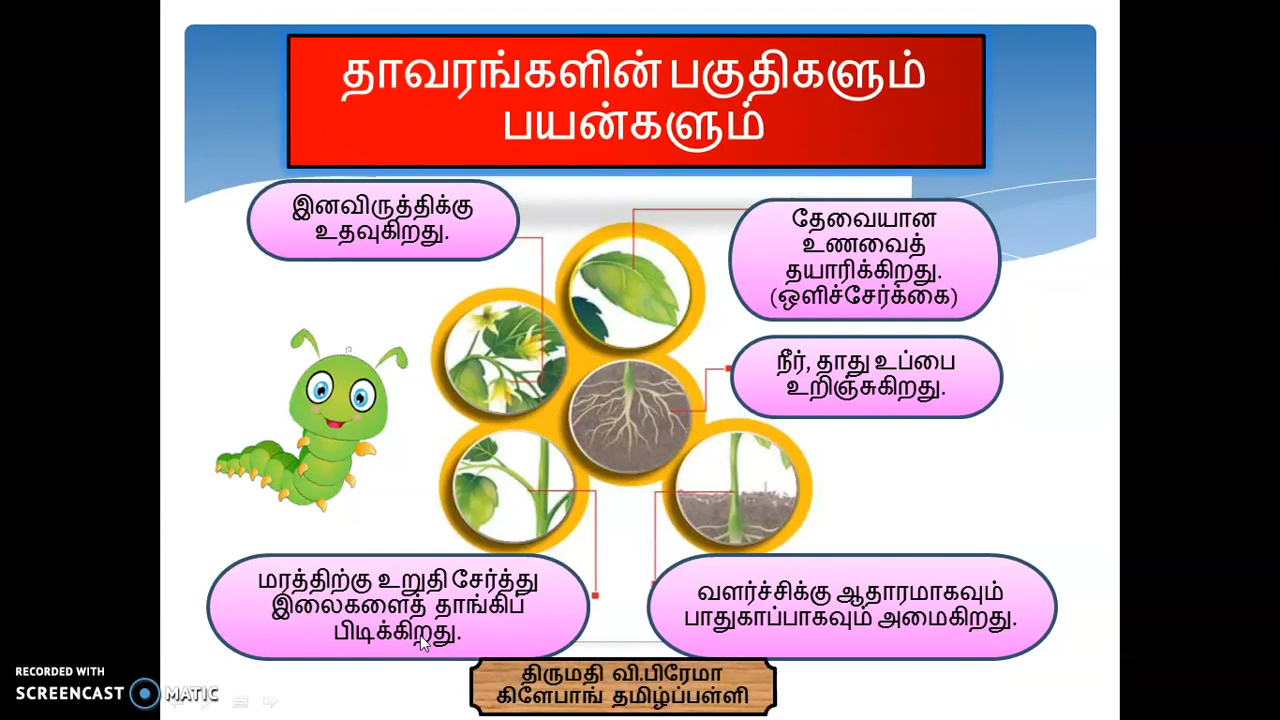 தாவரங்களின் பகுதிகளும்
பயன்களும்
இனவிருத்திக்கு
உதவுகிறது.
தேவையான
உணவைத்
தயாரிக்கிறது.
(ஒளிச்சேர்க்கை)
நீர், தாது உப்பை
உறிஞ்சுகிறது.
மரத்திற்கு உறுதி சேர்த்து
இலைகளைத் தாங்கிப்
பிடிக்கிறது.
வளர்ச்சிக்கு ஆதாரமாகவும்
பாதுகாப்பாகவும் அமைகிறது.
திருமதி வி.பிரேமா
கிளேபாங் தமிழ்ப்பள்ளி
RECORDED WITH
SCREENCAST MATIC